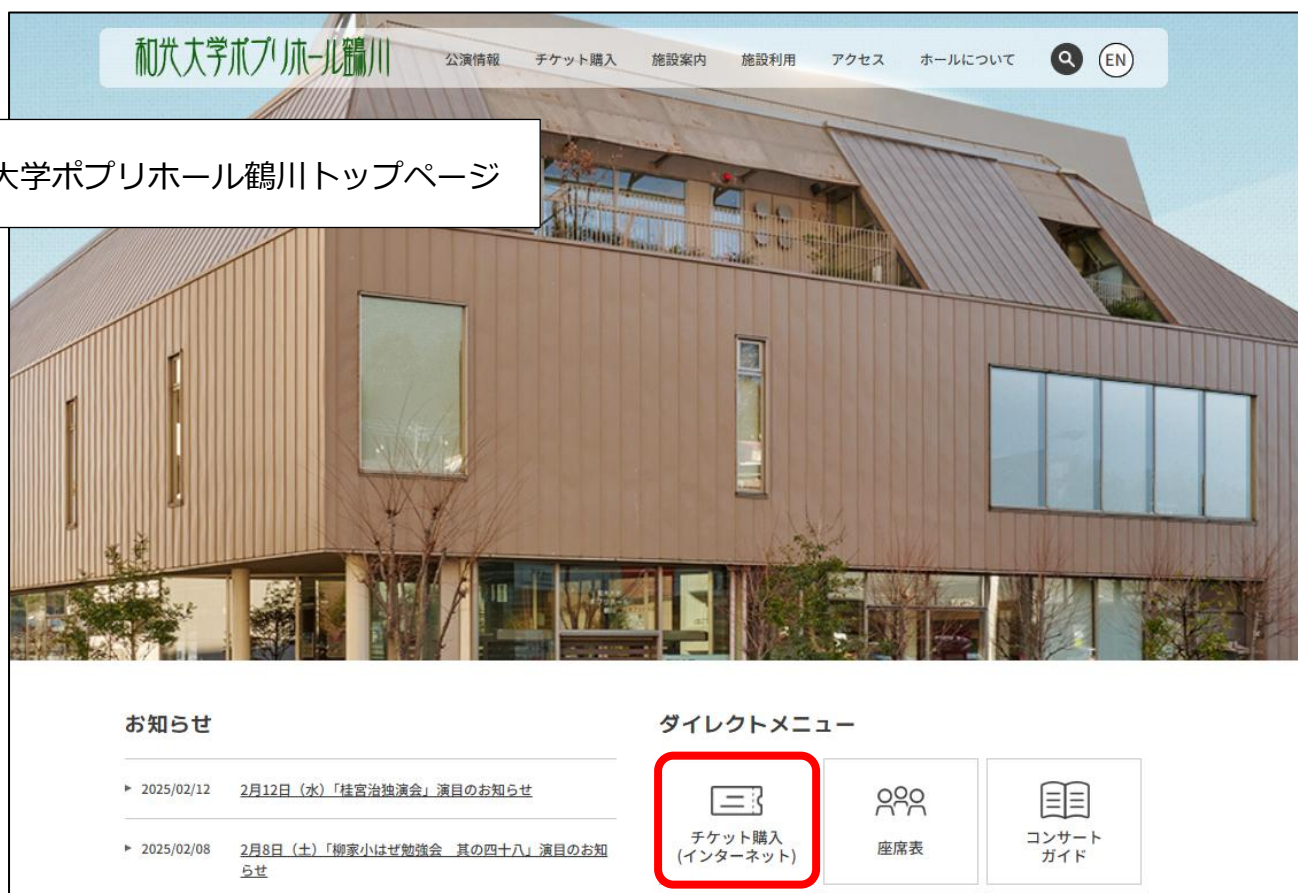 和光大学ポプリホール鶴川
公演情報 チケット購入 施設案内 施設利用 アクセス ホールについて EN
大学ポプリホール鶴川トップページ
お知らせ
2025/02/12 2月12日（水）「桂宮治独演会」演目のお知らせ
2025/02/08 2月8日（土）「柳家小はぜ勉強会 其の四十八」演目のお知
らせ
ダイレクトメニュー
チケット購入
(インターネット)
座席表
コンサート
ガイド